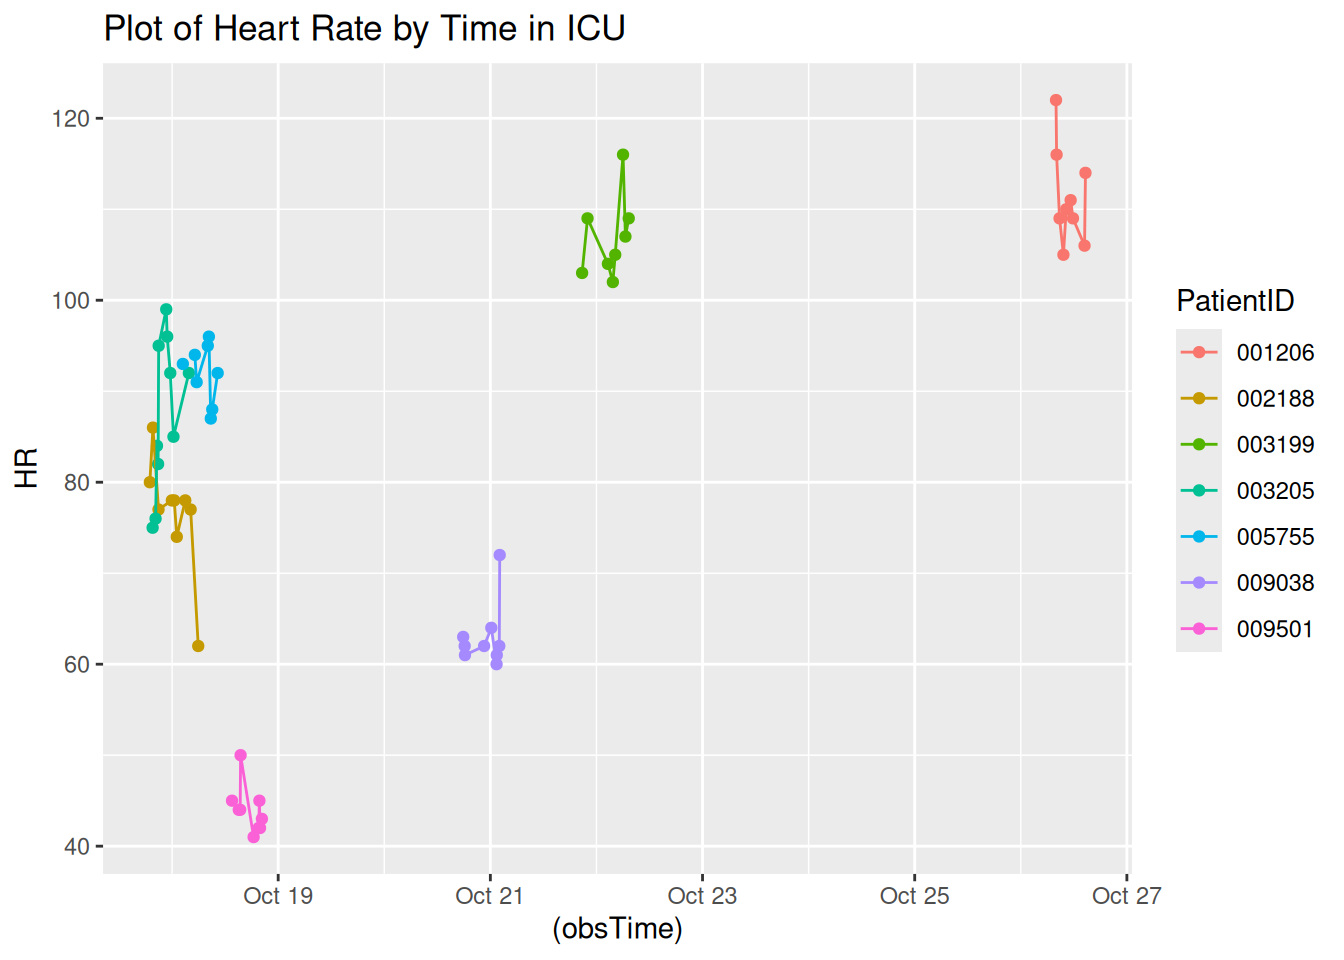 Plot of Heart Rate by Time in ICU
120
100
80
60
40
HR
Oct 19
Oct 21
Oct 23
Oct 25
Oct 27
(obsTime)
PatientID
001206
002188
003199
003205
005755
009038
009501